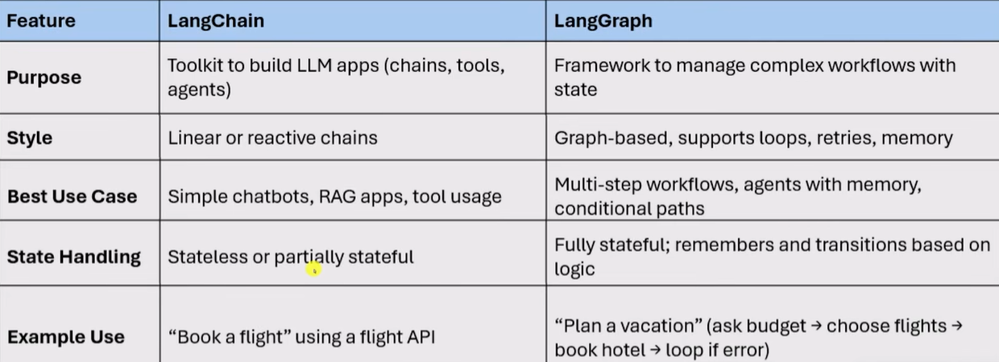 Feature
LangChain
LangGraph
Purpose
Toolkit to build LLM apps (chains, tools,
agents)
Framework to manage complex workflows with
state
Style
Linear or reactive chains
Graph-based, supports loops, retries, memory
Best Use Case
Simple chatbots, RAG apps, tool usage
Multi-step workflows, agents with memory,
conditional paths
State Handling
Stateless or partially stateful
Fully stateful; remembers and transitions based on
logic
Example Use
“Book a flight” using a flight API
“Plan a vacation” (ask budget → choose flights →
book hotel → loop if error)